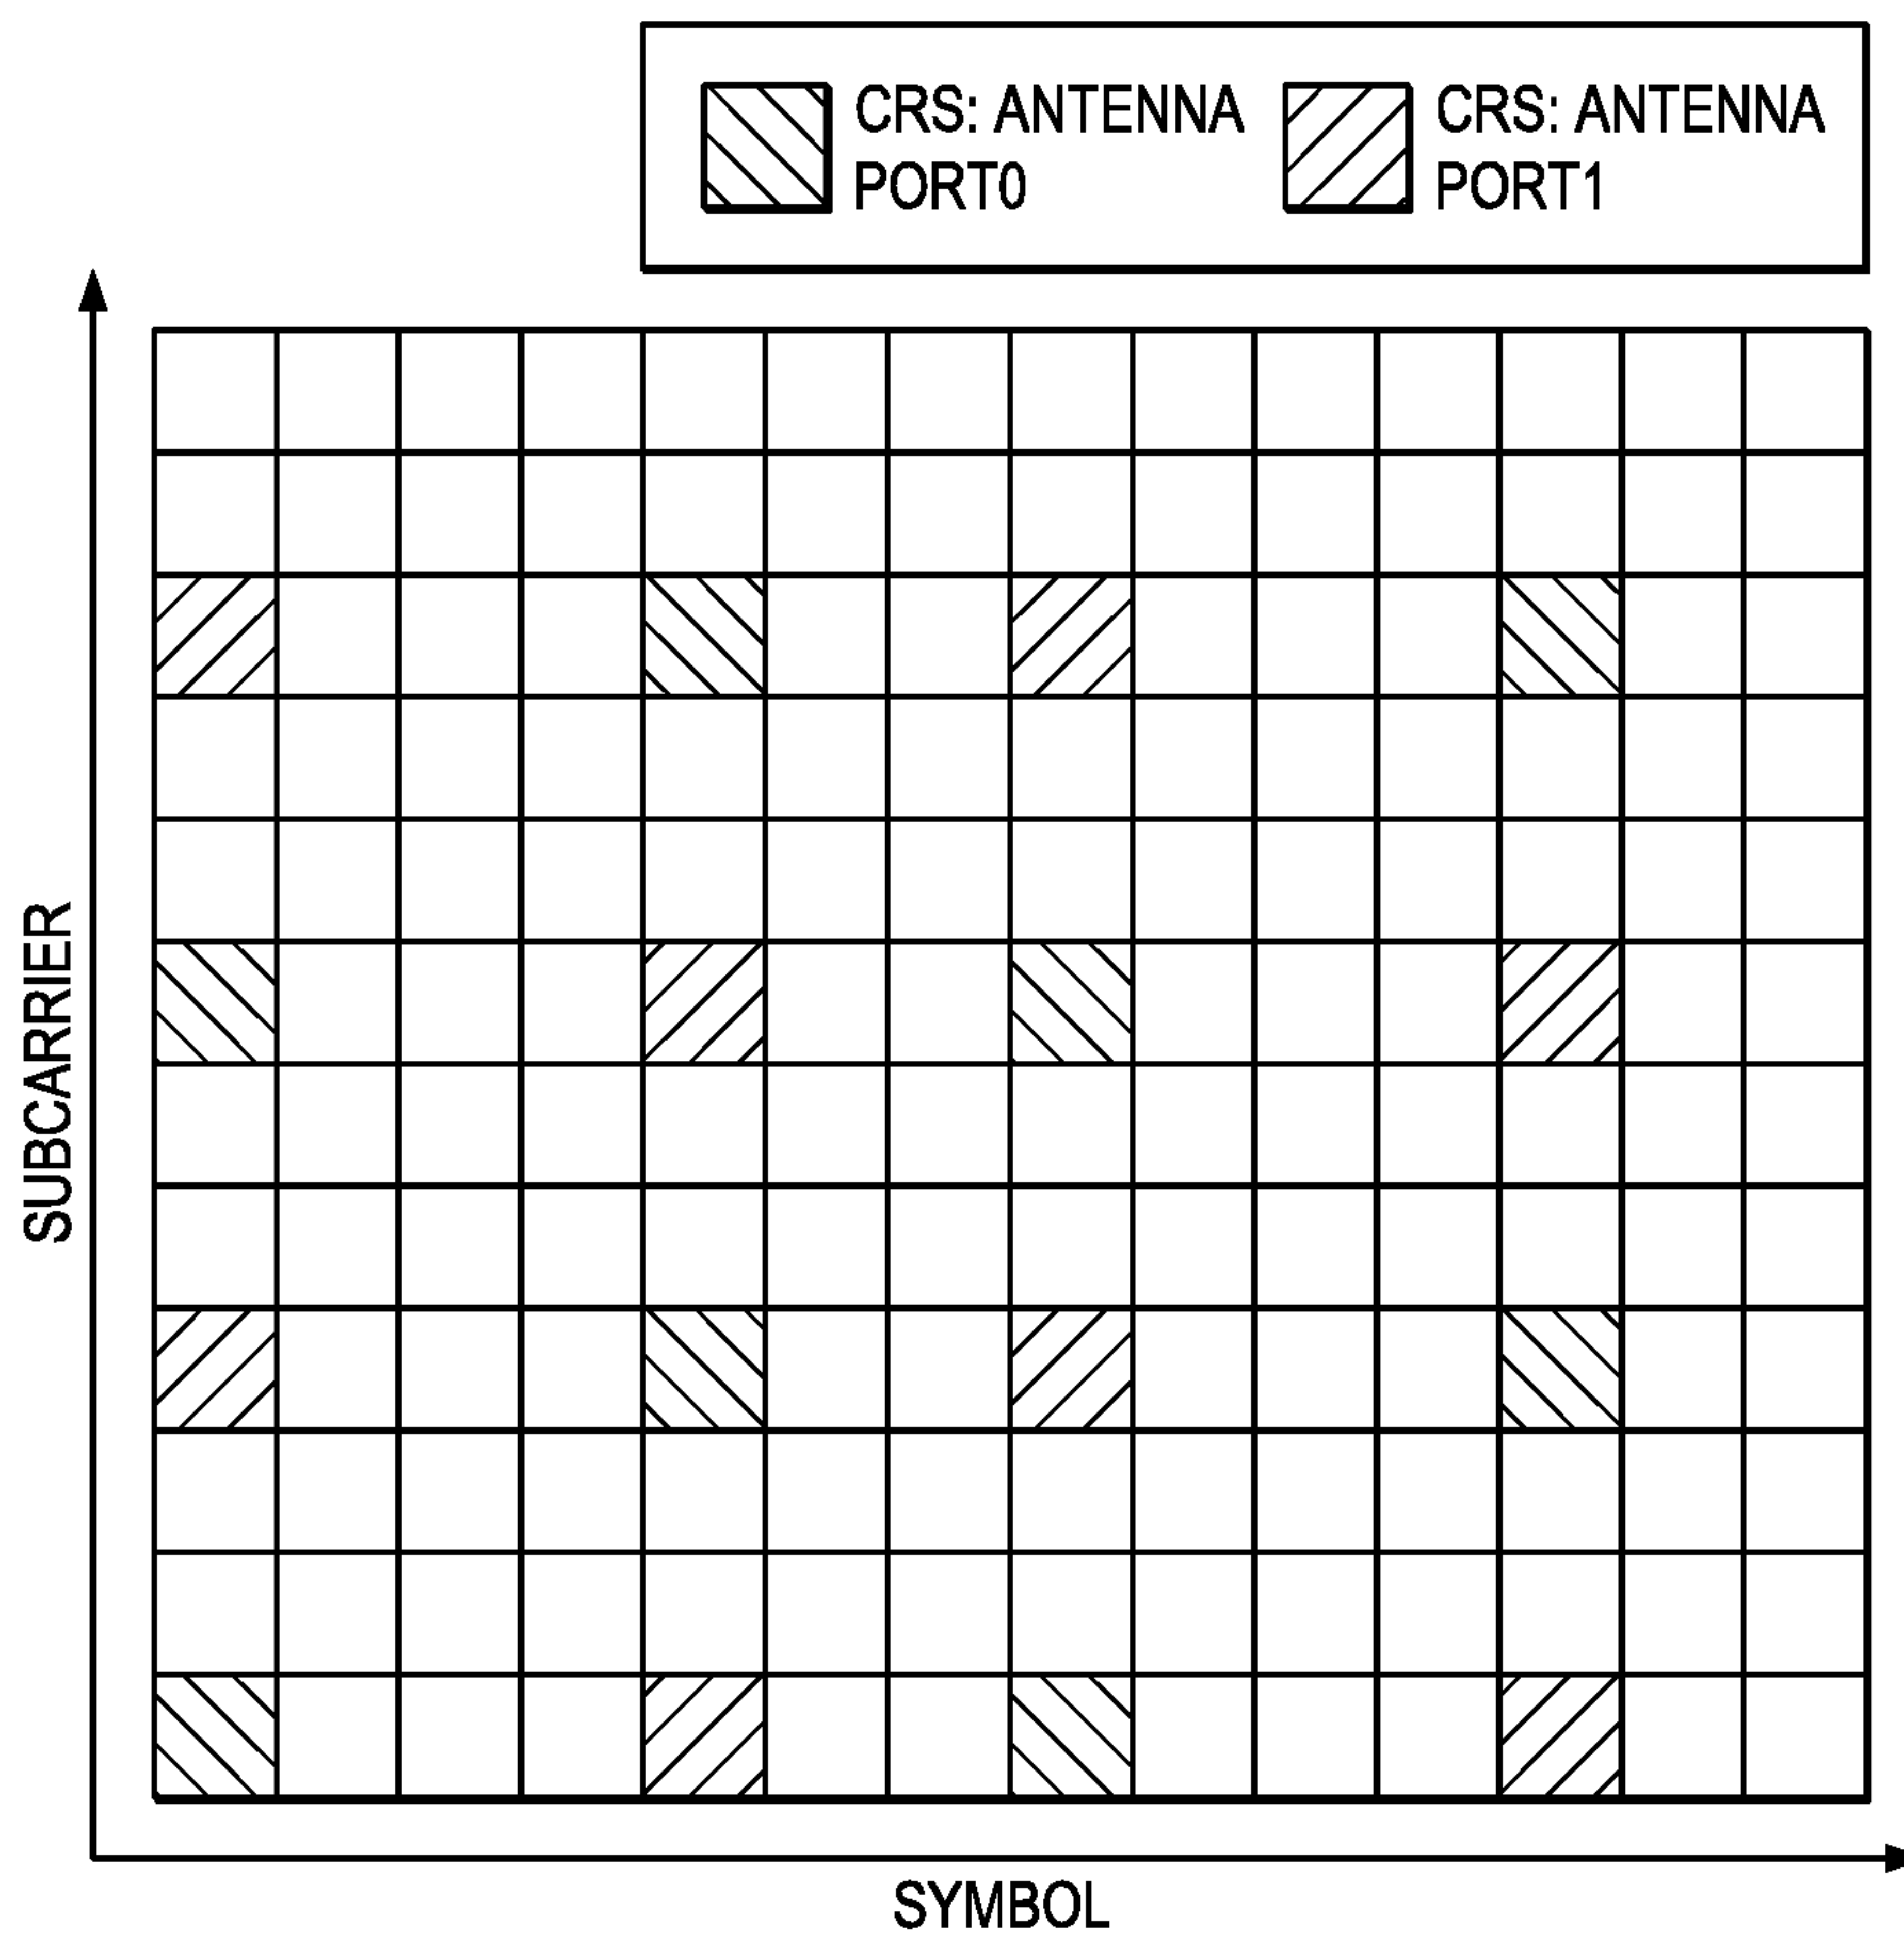 CRS: ANTENNA
PORT0
CRS: ANTENNA
PORT1
SUBCARRIER
SYMBOL